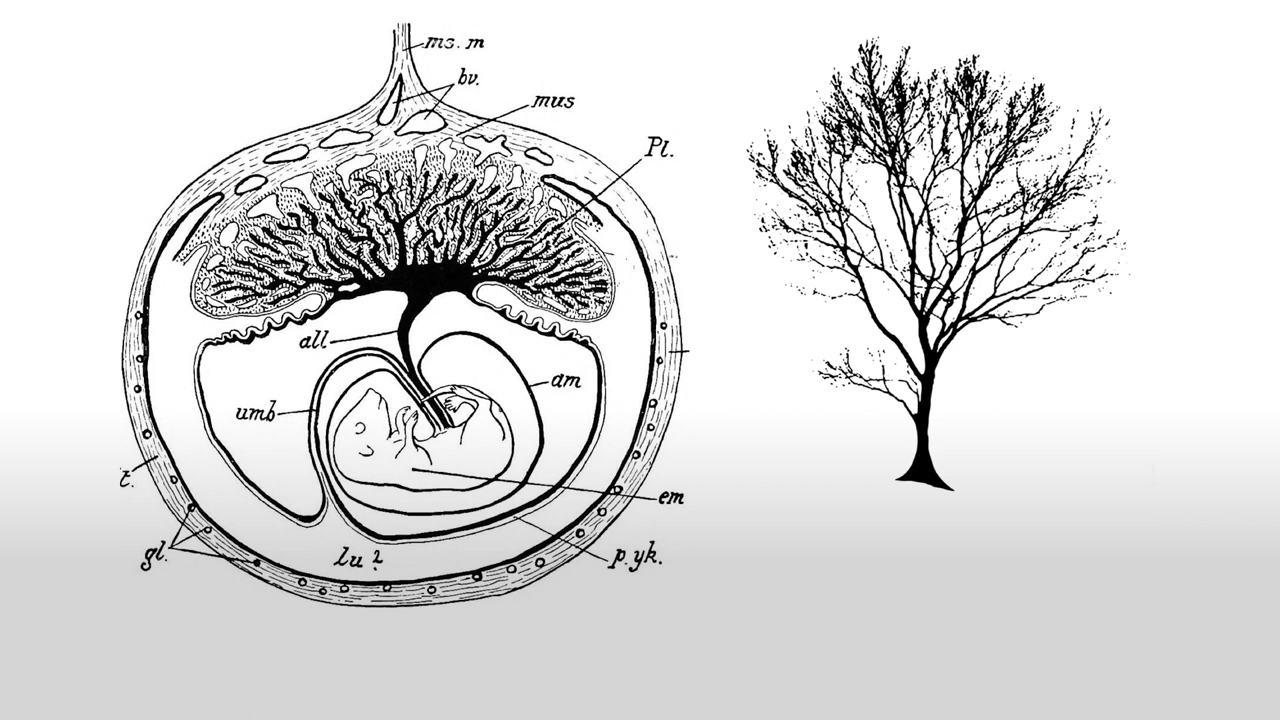 ms. m
bv.
mus
Pl.
all
am
umb
t.
em
gl.
lu ?
p. yk.